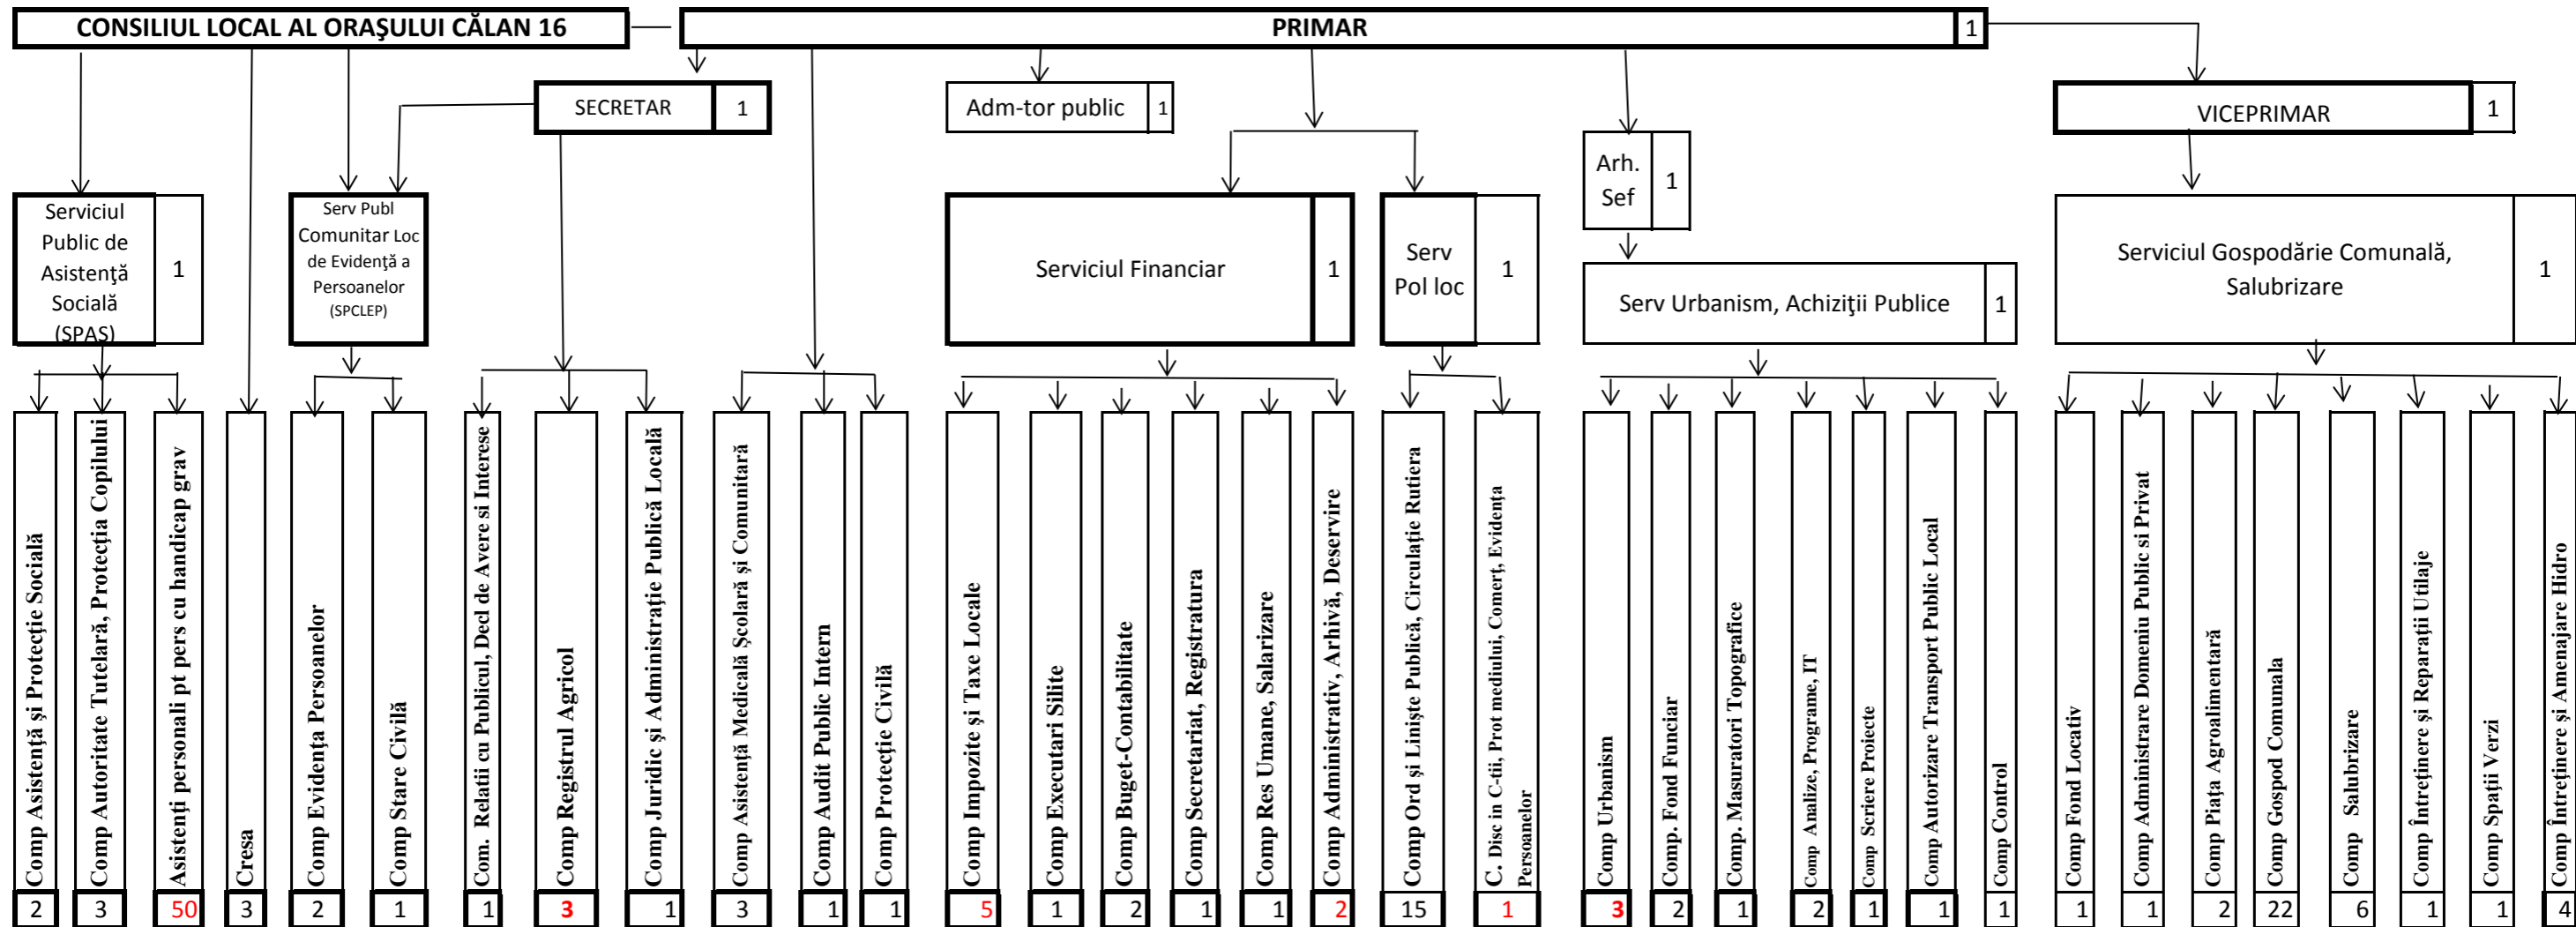 CONSILIUL LOCAL AL ORAŞULUI CĂLAN 16
PRIMAR
1
SECRETAR
1
Adm-tor public
1
VICEPRIMAR
1
Arh.
Sef
1
Serviciul
Public de
Asistenţă
Socială
(SPAS)
1
Serv Publ
Comunitar Loc
de Evidenţă a
Persoanelor
(SPCLEP)
Serviciul Financiar
1
Serv
Pol loc
1
Serv Urbanism, Achiziţii Publice
1
Serviciul Gospodărie Comunală,
Salubrizare
1
Comp Asistenţă şi Protecţie Socială
2
Comp Autoritate Tutelară, Protecţia Copilului
3
Asistenţi personali pt pers cu handicap grav
50
Cresa
3
Comp Evidenţa Persoanelor
2
Comp Stare Civilă
1
Com. Relatii cu Publicul, Decl de Avere si Interese
1
Comp Registrul Agricol
3
Comp Juridic şi Administraţie Publică Locală
1
Comp Asistenţă Medicală Şcolară şi Comunitară
3
Comp Audit Public Intern
1
Comp Protecţie Civilă
1
Comp Impozite şi Taxe Locale
5
Comp Executari Silite
1
Comp Buget-Contabilitate
2
Comp Secretariat, Registratura
1
Comp Res Umane, Salarizare
1
Comp Administrativ, Arhivă, Deservire
2
Comp Ord şi Linişte Publică, Circulaţie Rutiera
15
C. Disc in C-tii, Prot mediului, Comerţ, Evidenţa
Persoanelor
1
Comp Urbanism
3
Comp. Fond Funciar
2
Comp. Masuratori Topografice
1
Comp Analize, Programe, IT
2
Comp Scriere Proiecte
1
Comp Autorizare Transport Public Local
1
Comp Control
1
Comp Fond Locativ
1
Comp Administrare Domeniu Public si Privat
1
Comp Piaţa Agroalimentară
2
Comp Gospod Comunala
22
Comp Salubrizare
6
Comp Întreţinere şi Reparaţii Utilaje
1
Comp Spaţii Verzi
1
Comp Întreţinere şi Amenajare Hidro
4